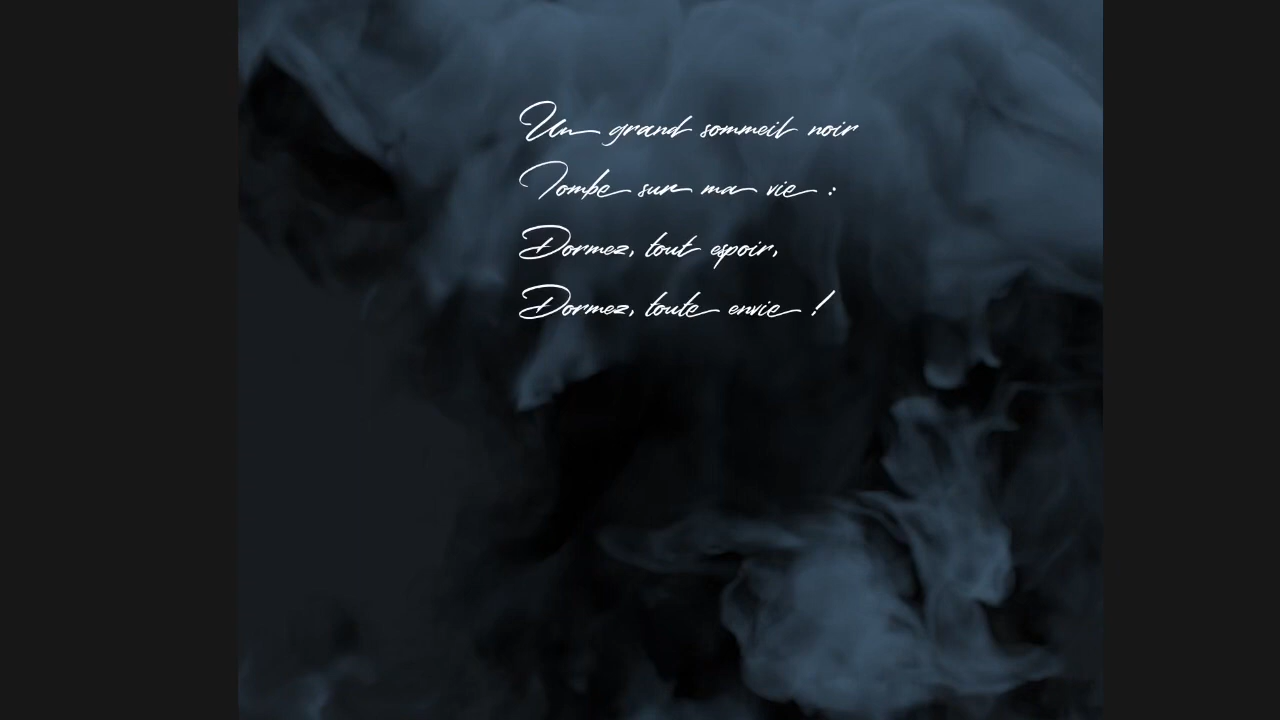 Un grand sommeil noir
Tombe sur ma vie :
Dormez, tout espoir,
Dormez, toute envie !